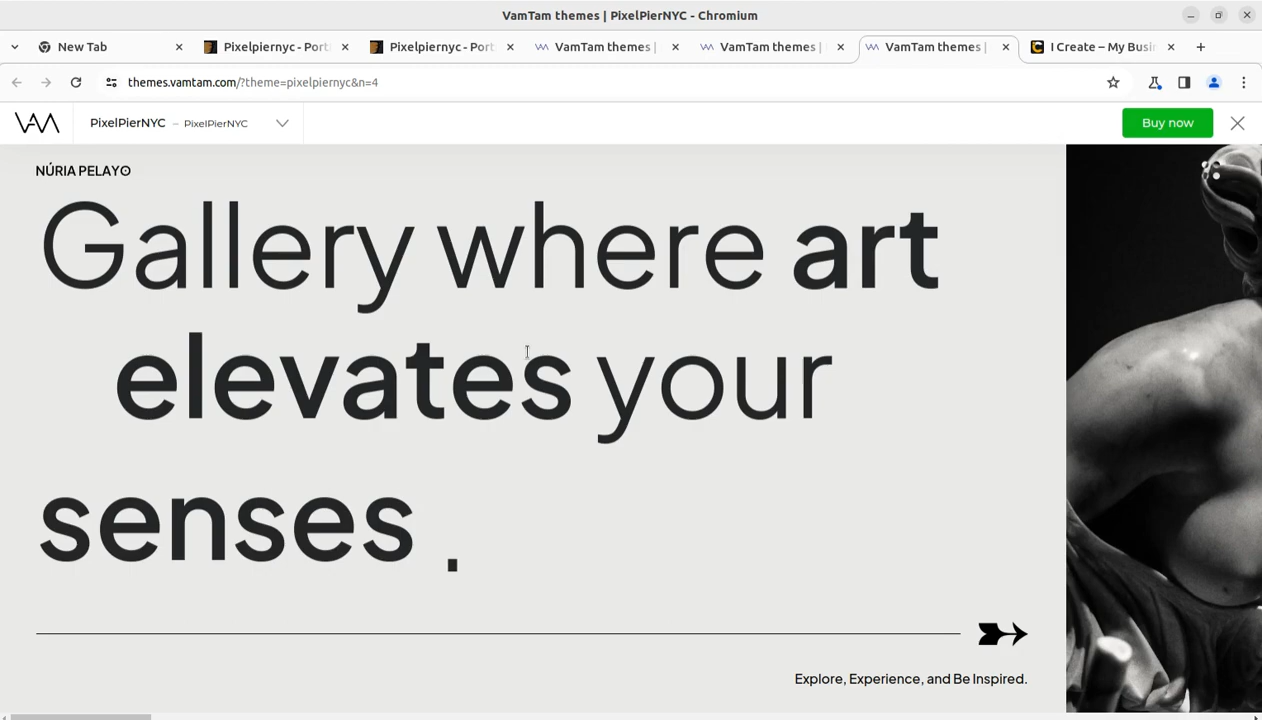 VamTam themes | PixelPierNYC - Chromium
New Tab
Pixelpiernyc - Port
Pixelpiernyc - Port
VamTam themes |
VamTam themes |
VamTam themes |
I Create – My Busi
themes.vamtam.com/?theme=pixelpiernyc&n=4
VAM
PixelPierNYC – PixelPierNYC
Buy now
NÚRIA PELAYO
Gallery where art
elevates your
senses .
Explore, Experience, and Be Inspired.